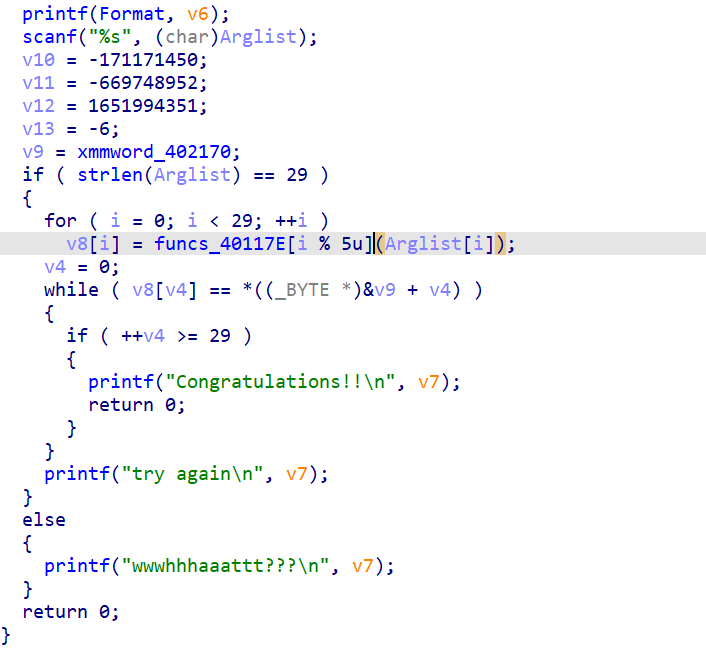 printf(Format, v6);
scanf("%s", (char)Arglist);
v10 = -171171450;
v11 = -669748952;
v12 = 1651994351;
v13 = -6;
v9 = xmmword_402170;
if ( strlen(Arglist) == 29 )
{
for ( i = 0; i < 29; ++i )
v8[i] = funcs_40117E[i % 5u](Arglist[i]);
v4 = 0;
while ( v8[v4] == *((_BYTE *)&v9 + v4) )
{
if ( ++v4 >= 29 )
{
printf("Congratulations!!\n", v7);
return 0;
}
}
printf("try again\n", v7);
}
else
{
printf("wwwhhhaaattt???\n", v7);
}
return 0;
}